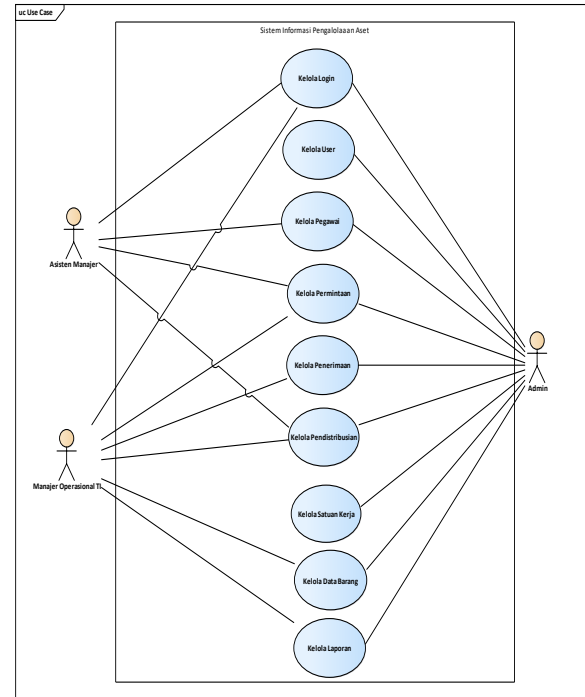 uc Use Case
Sistem Informasi Pengalolaaan Aset
Kelola Login
Kelola User
Kelola Pegawai
Asisten Manajer
Kelola Permintaan
Kelola Penerimaan
Admin
Kelola Pendistribusian
Manajer Operasional TI
Kelola Satuan Kerja
Kelola Data Barang
Kelola Laporan